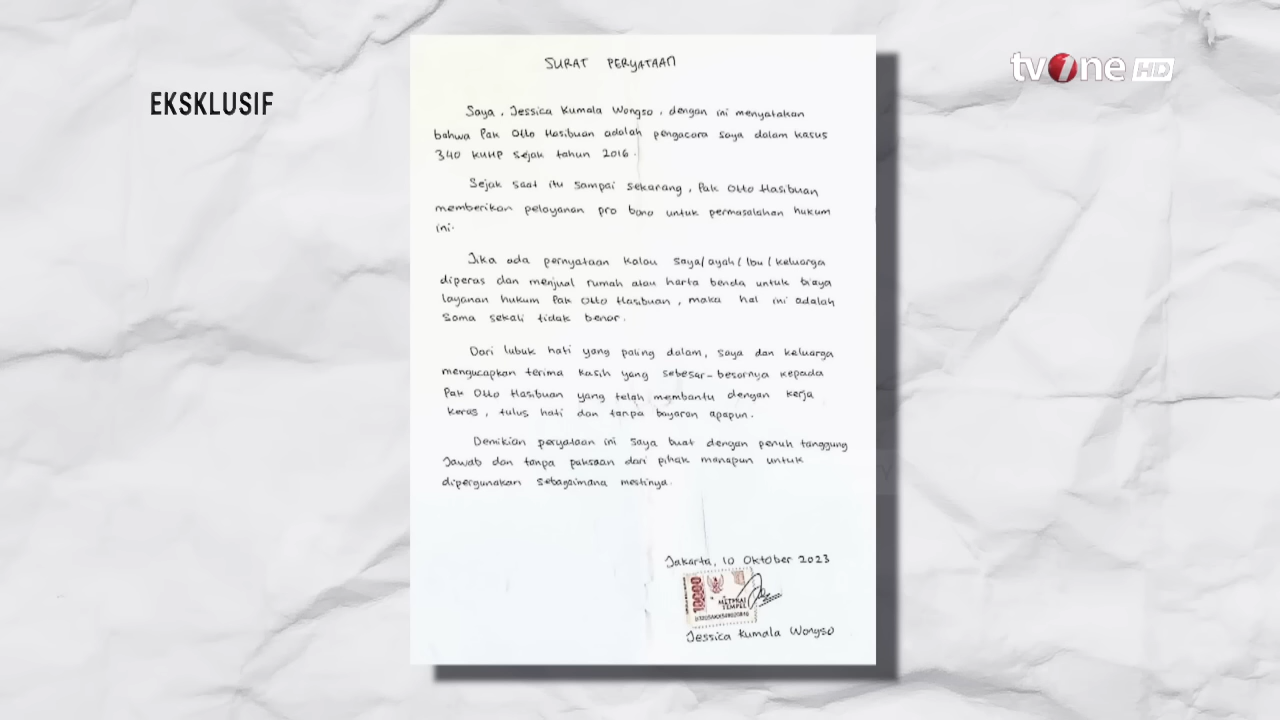 EKSKLUSIF
tvOne HD
SURAT PERYATAAN
Saya, Jessica Kumala Wongso, dengan ini menyatakan
bahwa Pak Otto Hasibuan adalah pengacara saya dalam kasus
340 KUHP sejak tahun 2016.
Sejak saat itu sampai sekarang, Pak Otto Hasibuan
memberikan pelayanan pro bono untuk permasalahan hukum
ini.
Jika ada pernyataan kalau saya/ayah/Ibu/keluarga
diperas dan menjual rumah atau harta benda untuk biaya
layanan hukum Pak Otto Hasibuan, maka hal ini adalah
sama sekali tidak benar.
Dari lubuk hati yang paling dalam, saya dan keluarga
mengucapkan terima kasih yang sebesar-besarnya kepada
Pak Otto Hasibuan yang telah membantu dengan kerja
keras, tulus hati dan tanpa bayaran apapun.
Demikian peryataan ini saya buat dengan penuh tanggung
jawab dan tanpa paksaan dari pihak manapun untuk
dipergunakan sebagaimana mestinya.
Jakarta, 10 Oktober 2023
10000
METERAI
TEMPEL
Jessica Kumala Wongso